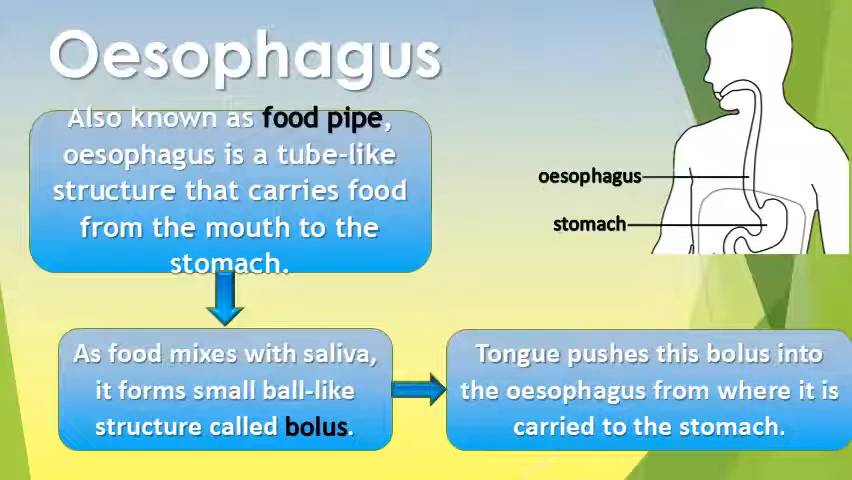 Oesophagus
Also known as food pipe,
oesophagus is a tube-like
structure that carries food
from the mouth to the
stomach.
oesophagus
stomach
As food mixes with saliva,
it forms small ball-like
structure called bolus.
Tongue pushes this bolus into
the oesophagus from where it is
carried to the stomach.